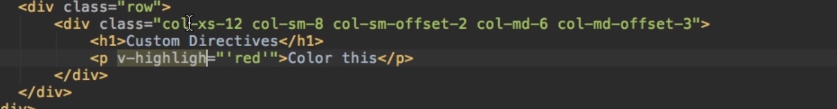 <div class="row">
<div class="col-xs-12 col-sm-8 col-sm-offset-2 col-md-6 col-md-offset-3">
<h1>Custom Directives</h1>
<p v-highligh="'red'">Color this</p>
</div>
</div>